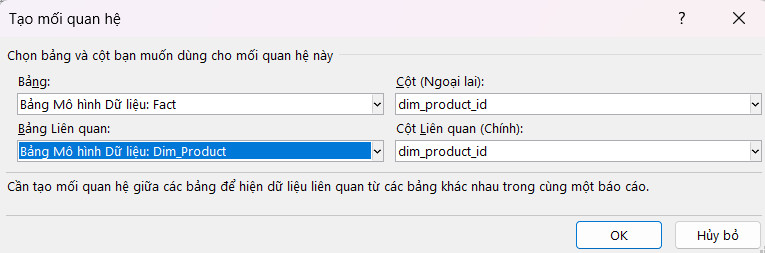 Tạo mối quan hệ
?
Chọn bảng và cột bạn muốn dùng cho mối quan hệ này
Bảng: Cột (Ngoại lai):
Bảng Mô hình Dữ liệu: Fact dim_product_id
Bảng Liên quan: Cột Liên quan (Chính):
Bảng Mô hình Dữ liệu: Dim_Product dim_product_id
Cần tạo mối quan hệ giữa các bảng để hiện dữ liệu liên quan từ các bảng khác nhau trong cùng một báo cáo.
OK Hủy bỏ